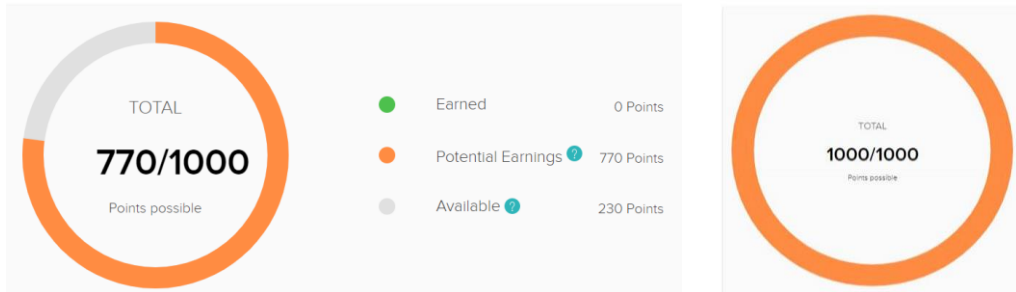 TOTAL
770/1000
Points possible
Earned 0 Points
Potential Earnings ? 770 Points
Available ? 230 Points
TOTAL
1000/1000
Points possible